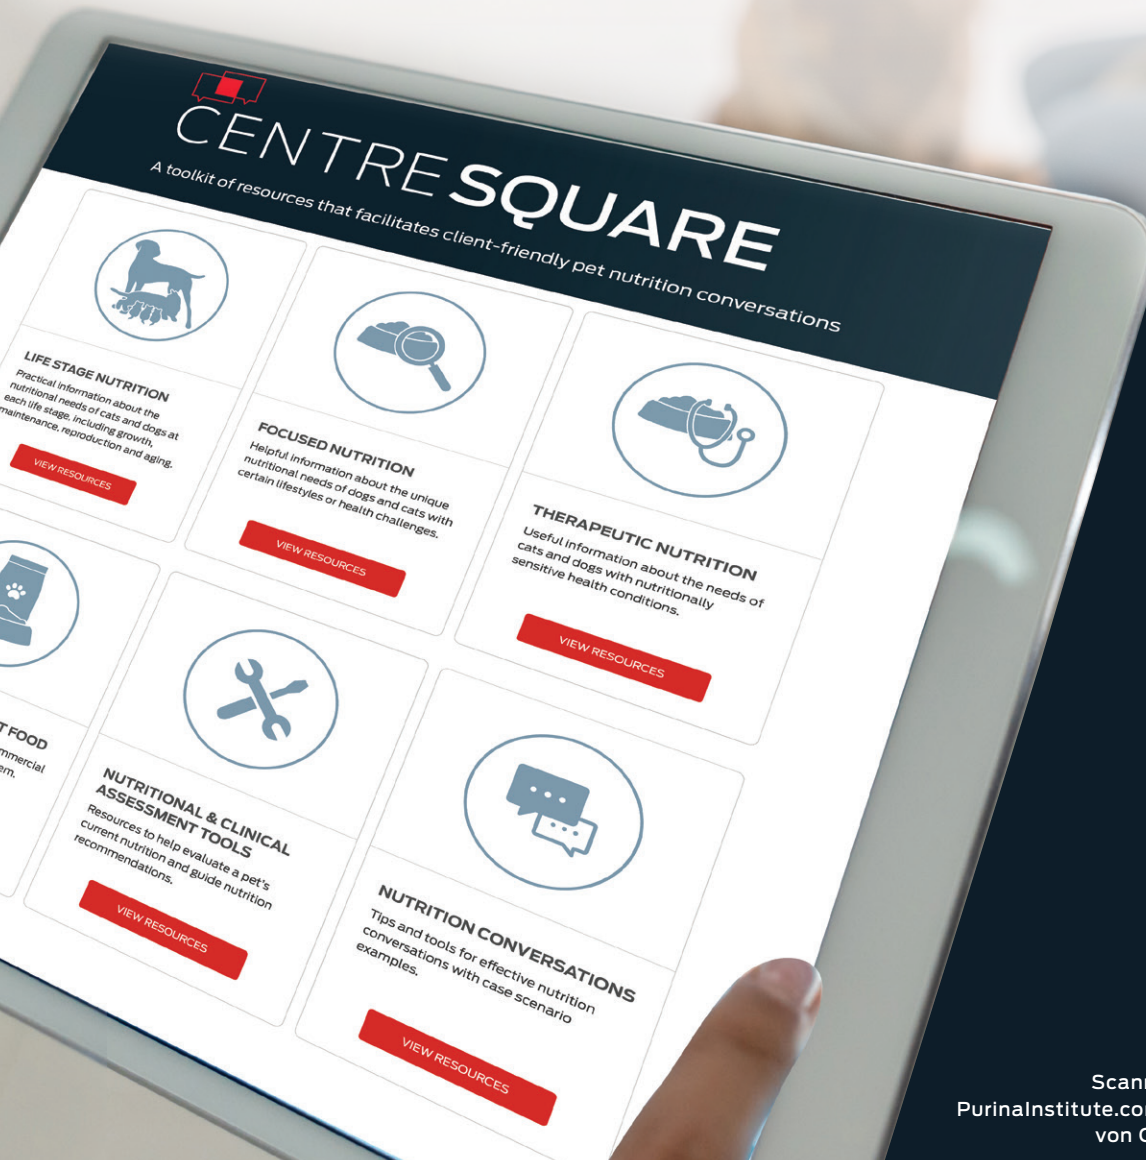 CENTRE SQUARE
A toolkit of resources that facilitates client-friendly pet nutrition conversations
LIFE STAGE NUTRITION
Practical information about the
nutritional needs of cats and dogs at
each life stage, including growth,
maintenance, reproduction and aging.
VIEW RESOURCES
FOCUSED NUTRITION
Helpful information about the unique
nutritional needs of dogs and cats with
certain lifestyles or health challenges.
VIEW RESOURCES
THERAPEUTIC NUTRITION
Useful information about the needs of
cats and dogs with nutritionally
sensitive health conditions.
VIEW RESOURCES
FOOD
NUTRITIONAL & CLINICAL
ASSESSMENT TOOLS
Resources to help evaluate a pet's
current nutrition and guide nutrition
recommendations.
VIEW RESOURCES
NUTRITION CONVERSATIONS
Tips and tools for effective nutrition
conversations with case scenario
examples.
VIEW RESOURCES
von